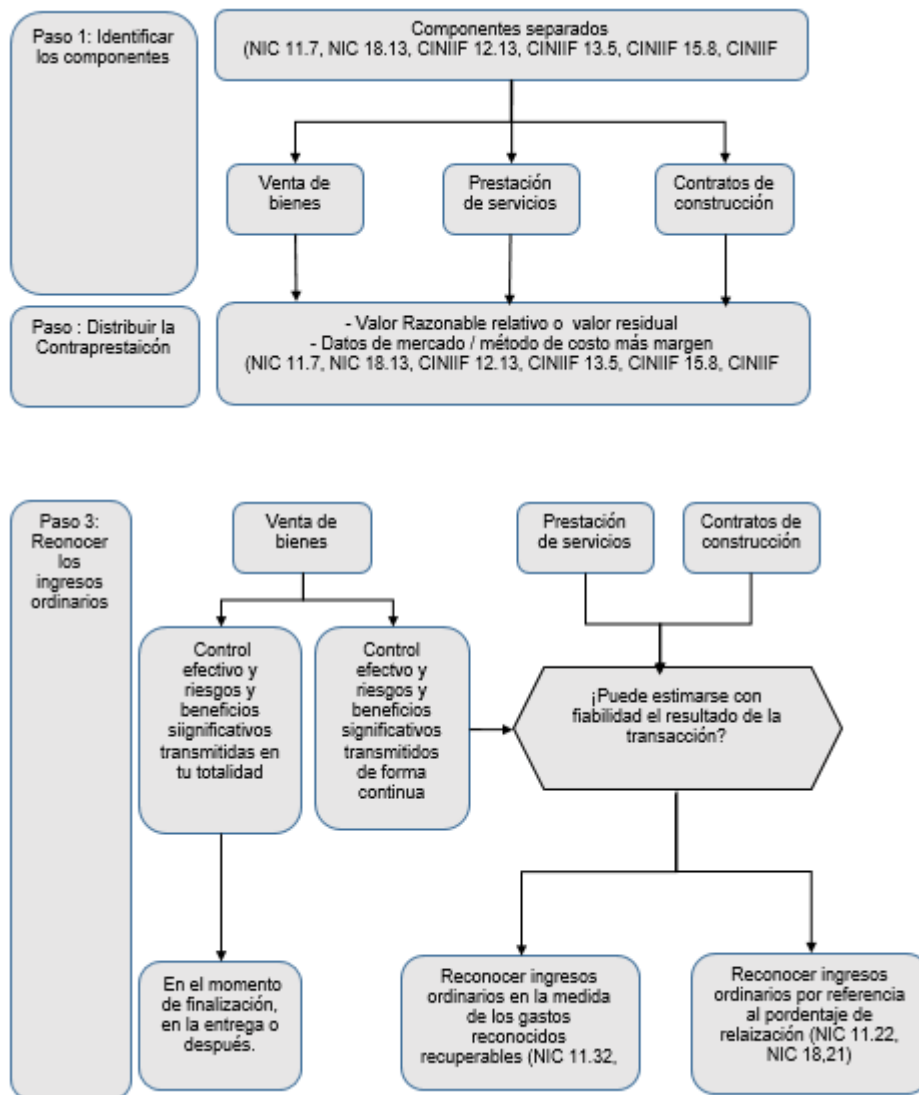 Paso 1: Identificar
los componentes
Componentes separados
(NIC 11.7, NIC 18.13, CINIIF 12.13, CINIIF 13.5, CINIIF 15.8, CINIIF
Venta de
bienes
Prestación
de servicios
Contratos de
construcción
Paso : Distribuir la
Contraprestaicón
- Valor Razonable relativo o valor residual
- Datos de mercado / método de costo más margen
(NIC 11.7, NIC 18.13, CINIIF 12.13, CINIIF 13.5, CINIIF 15.8, CINIIF
Paso 3:
Reonocer
los
ingresos
ordinarios
Venta de
bienes
Prestación
de servicios
Contratos de
construcción
Control
efectivo y
riesgos y
beneficios
siignificativos
transmitidas en
tu totalidad
Control
efectvo y
riesgos y
beneficios
significativos
transmitidos
de forma
continua
¡Puede estimarse con
fiabilidad el resultado de la
transacción?
En el momento
de finalización,
en la entrega o
después.
Reconocer ingresos
ordinarios en la medida
de los gastos
reconocidos
recuperables (NIC 11.32,
Reconocer ingresos
ordinarios por referencia
al pordentaje de
relaización (NIC 11.22,
NIC 18,21)